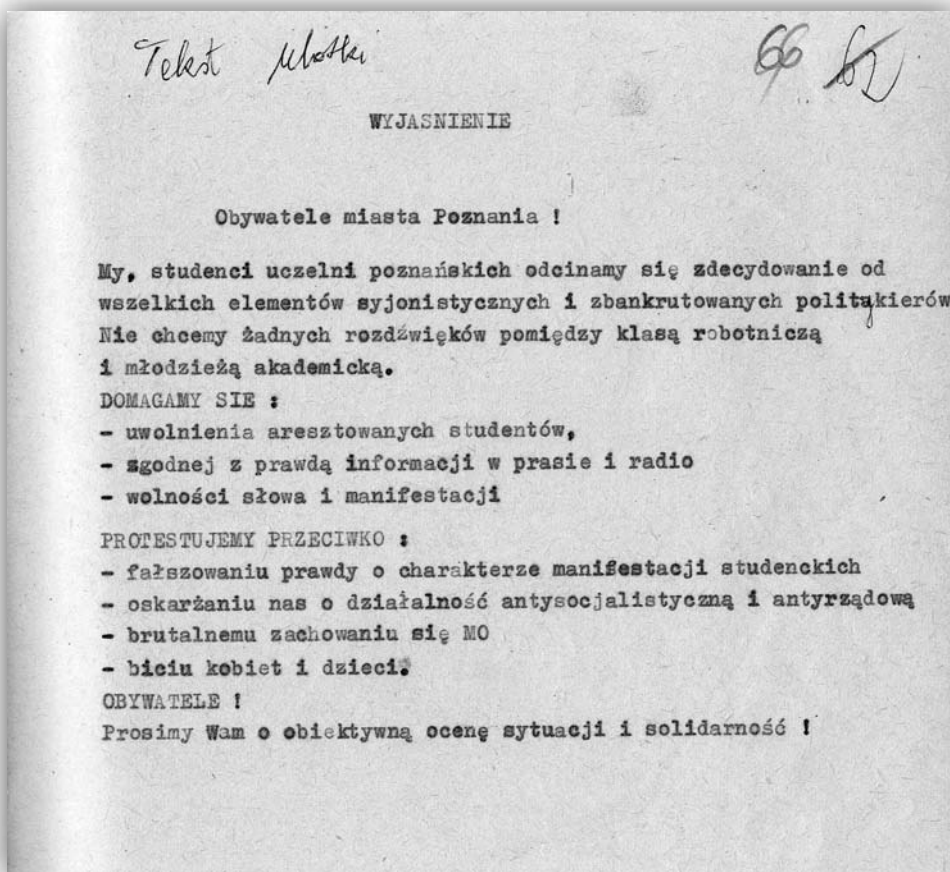 Tekst ulotki
66 62
WYJASNIENIE
Obywatele miasta Poznania !
My, studenci uczelni poznańskich odcinamy się zdecydowanie od
wszelkich elementów syjonistycznych i zbankrutowanych politykierów
Nie chcemy żadnych rozdźwięków pomiędzy klasą robotniczą
i młodzieżą akademicką.
DOMAGAMY SIE :
- uwolnienia aresztowanych studentów,
- zgodnej z prawdą informacji w prasie i radio
- wolności słowa i manifestacji
PROTESTUJEMY PRZECIWKO :
- fałszowaniu prawdy o charakterze manifestacji studenckich
- oskarżaniu nas o działalność antysocjalistyczną i antyrządową
- brutalnemu zachowaniu się MO
- biciu kobiet i dzieci.
OBYWATELE !
Prosimy Wam o obiektywną ocenę sytuacji i solidarność !